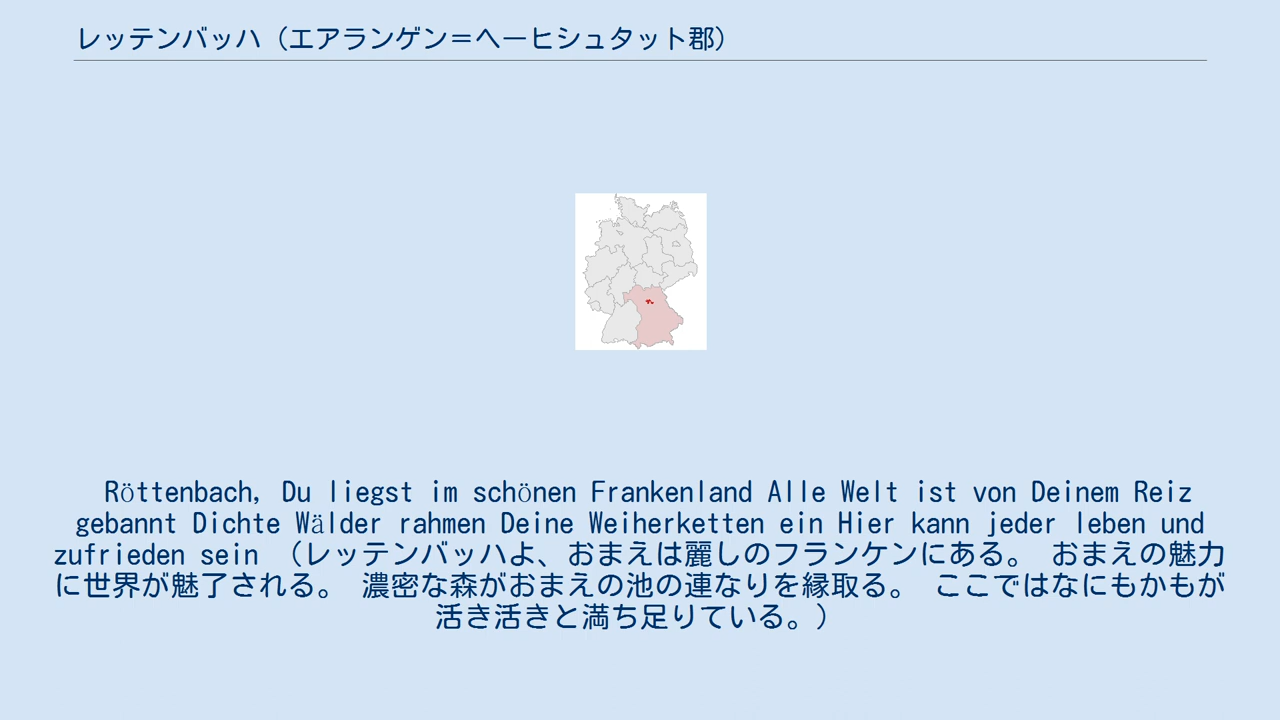 レッテンバッハ（エアランゲン＝ヘーヒシュタット郡）
Röttenbach, Du liegst im schönen Frankenland Alle Welt ist von Deinem Reiz
gebannt Dichte Wälder rahmen Deine Weiherketten ein Hier kann jeder leben und
zufrieden sein （レッテンバッハよ、おまえは麗しのフランケンにある。 おまえの魅力
に世界が魅了される。 濃密な森がおまえの池の連なりを縁取る。 ここではなにもかもが
活き活きと満ち足りている。）